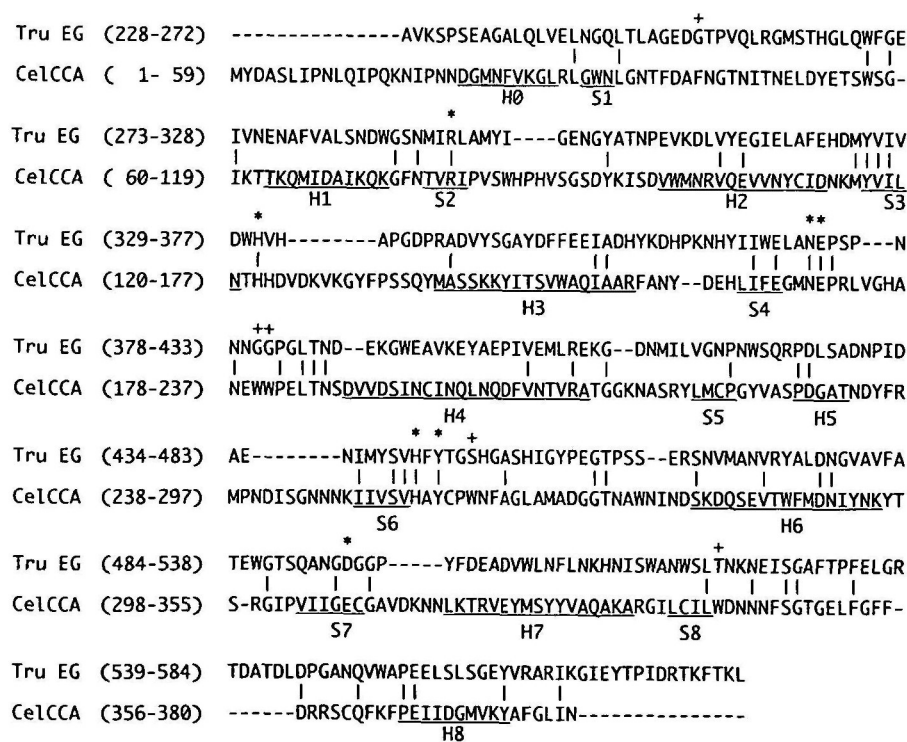 +
Tru EG (228-272) --------------AVKSPSEAGALQLVELNGQLTLAGEDGTPVQLRGMSTHGLQWFGE
CelCCA ( 1- 59) MYDASLIPNLQIPQKNIPNNDGMNFVKGLRLGWNLGNTFDAFNGTNITNELDYETSWSG-
H0 S1
*
Tru EG (273-328) IVNENAFVALSNDWGSNMIRLAMYI----GENGYATNPEVKDLVYEGIELAFEHDMYVIV
CelCCA ( 60-119) IKTTKQMIDAIKQKGFNTVRIPVSWHPHVSGSDYKISDVWMNRVQEVVNYCIDNKMYVIL
H1 S2 H2 S3
* **
Tru EG (329-377) DWHVH--------APGDPRADVYSGAYDFFEEIADHYKDHPKNHYIIWELANEPSP---N
CelCCA (120-177) NTHHDVDKVKGYFPSSQYMASSKKYITSVWAQIAARFANY--DEHLIFEGMNEPRLVGHA
H3 S4
++
Tru EG (378-433) NNGGPGLTND--EKGWEAVKEYAEPIVEMLREKG--DNMILVGNPNWSQRPDLSADNPID
CelCCA (178-237) NEWWPELTNSDVVDSINCINQLNQDFVNTVRATGGKNASRYLMCPGYVASPDGATNDYFR
H4 S5 H5
* * +
Tru EG (434-483) AE--------NIMYSVHFYTGSHGASHIGYPEGTPSS--ERSNVMANVRYALDNGVAVFA
CelCCA (238-297) MPNDISGNNNKIIVSVHAYCPWNFAGLAMADGGTNAWNINDSKDQSEVTWFMDNIYNKYT
S6 H6
* +
Tru EG (484-538) TEWGTSQANGDGGP-----YFDEADVWLNFLNKHNISWANWSLTNKNEISGAFTPFELGR
CelCCA (298-355) S-RGIPVIIGECGAVDKNNLKTRVEYMSYYVAQAKARGILCILWDNNNFSGTGELFGFF-
S7 H7 S8
Tru EG (539-584) TDATDLDPGANQVWAPEELSLSGEYVRARIKGIEYTPIDRTKFTKL
CelCCA (356-380) ------DRRSCQFKFPEIIDGMVKYAFGLIN---------------
H8